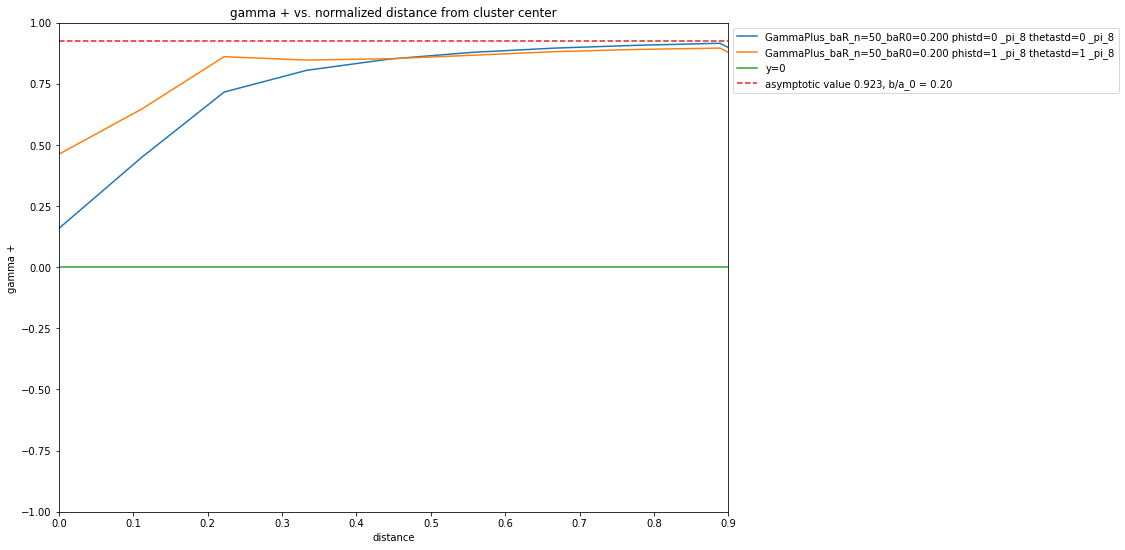 gamma + vs. normalized distance from cluster center
1.00
0.75
0.50
0.25
0.00
−0.25
−0.50
−0.75
−1.00
gamma +
0.0 0.1 0.2 0.3 0.4 0.5 0.6 0.7 0.8 0.9
distance
GammaPlus_baR_n=50_baR0=0.200 phistd=0 _pi_8 thetastd=0 _pi_8
GammaPlus_baR_n=50_baR0=0.200 phistd=1 _pi_8 thetastd=1 _pi_8
y=0
asymptotic value 0.923, b/a_0 = 0.20